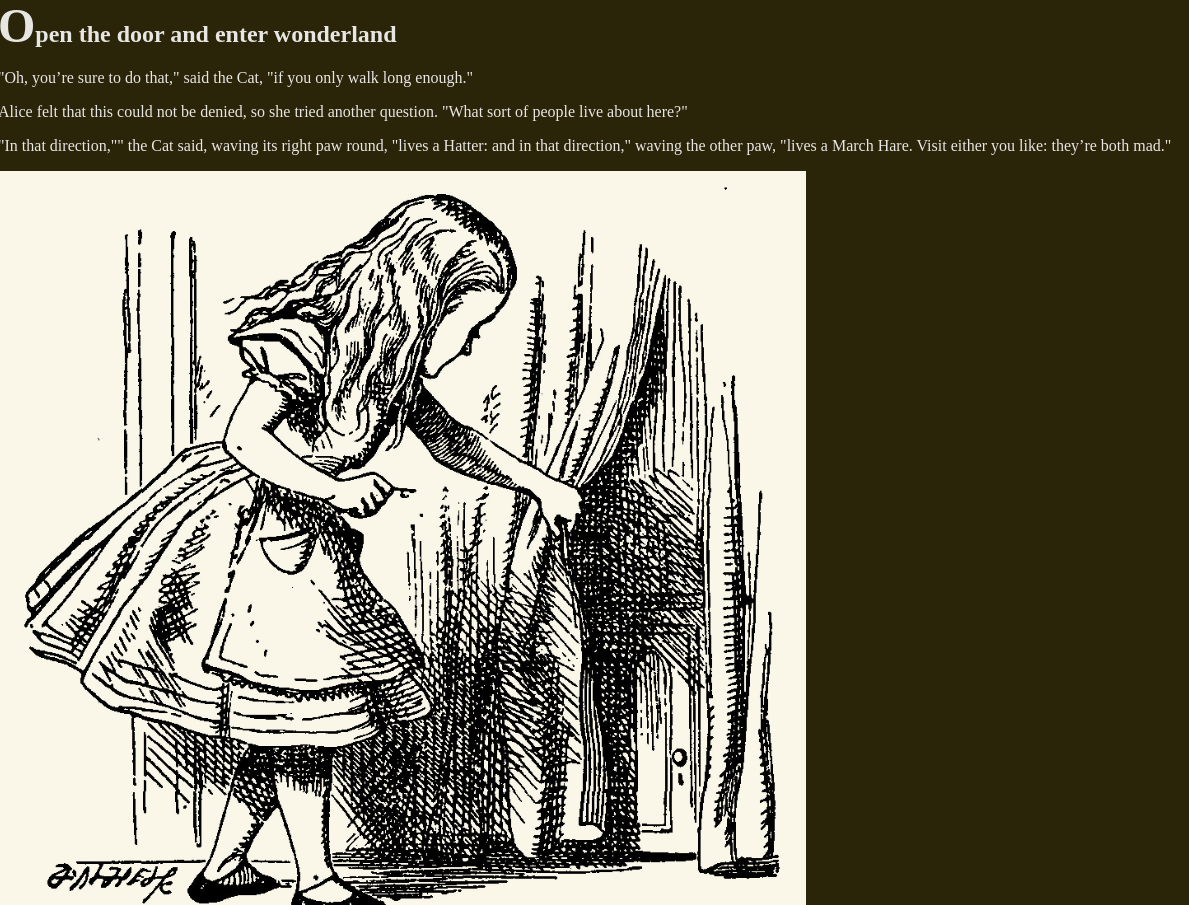 Open the door and enter wonderland
"Oh, you’re sure to do that," said the Cat, "if you only walk long enough."
Alice felt that this could not be denied, so she tried another question. "What sort of people live about here?"
"In that direction,"" the Cat said, waving its right paw round, "lives a Hatter: and in that direction," waving the other paw, "lives a March Hare. Visit either you like: they’re both mad."